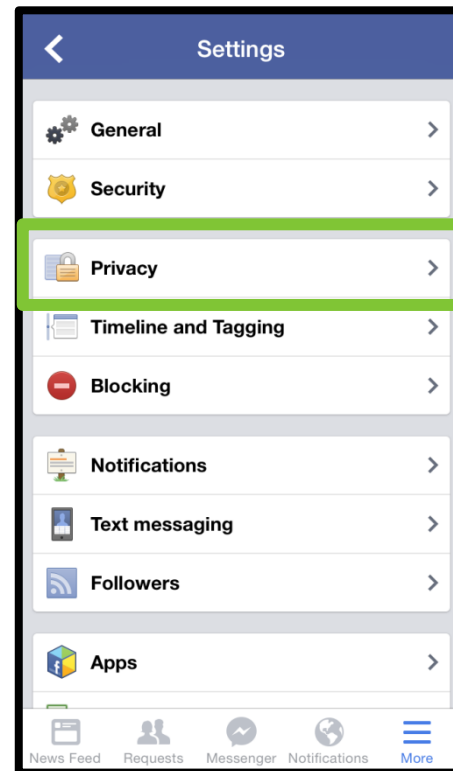 Settings
General
Security
Privacy
Timeline and Tagging
Blocking
Notifications
Text messaging
Followers
Apps
News Feed Requests Messenger Notifications More